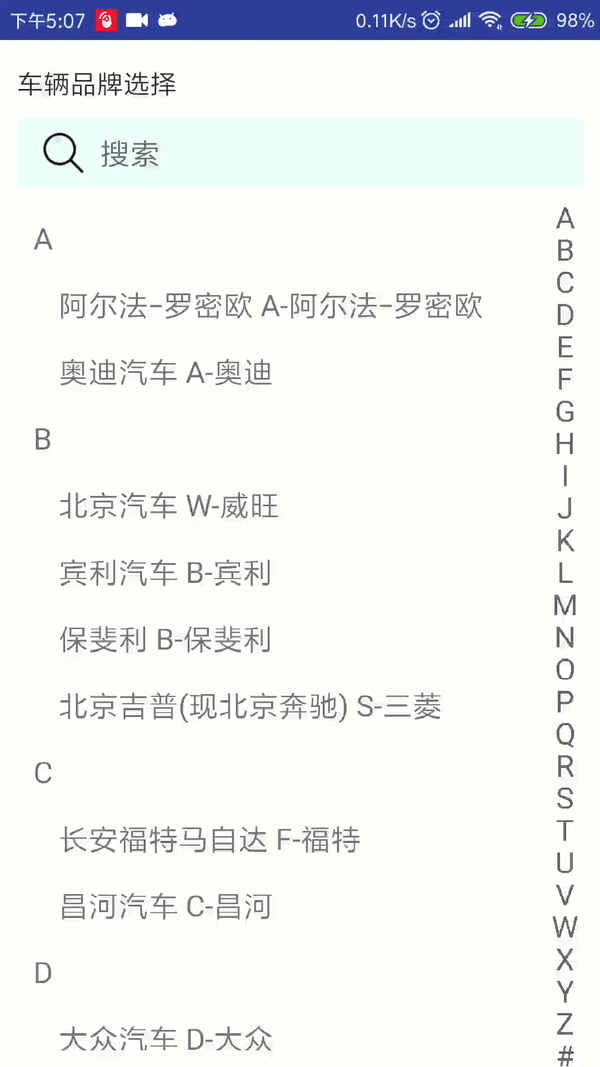 下午5:07 0.11K/s 98%
车辆品牌选择
搜索
A
阿尔法-罗密欧 A-阿尔法-罗密欧
奥迪汽车 A-奥迪
B
北京汽车 W-威旺
宾利汽车 B-宾利
保斐利 B-保斐利
北京吉普(现北京奔驰) S-三菱
C
长安福特马自达 F-福特
昌河汽车 C-昌河
D
大众汽车 D-大众
A
B
C
D
E
F
G
H
I
J
K
L
M
N
O
P
Q
R
S
T
U
V
W
X
Y
Z
#